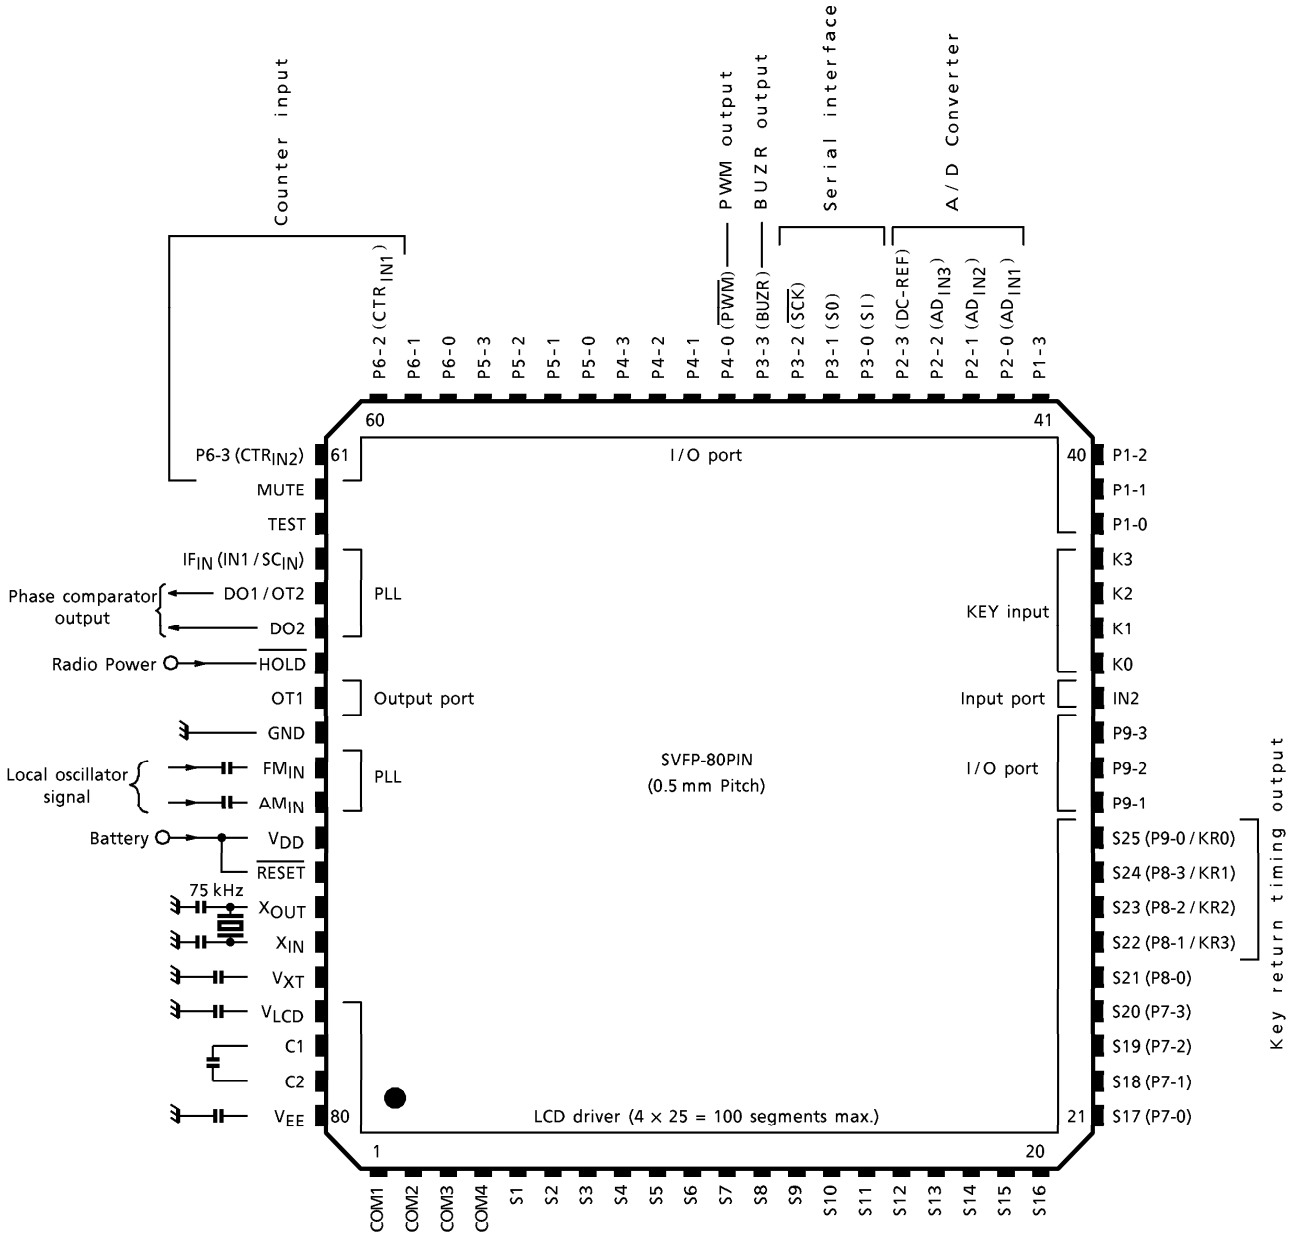 Counter input
PWM output
BUZR output
Serial interface
A/D Converter
P6-2 (CTRIN1)
P6-1
P6-0
P5-3
P5-2
P5-1
P5-0
P4-3
P4-2
P4-1
P4-0 (PWM)
P3-3 (BUZR)
P3-2 (SCK)
P3-1 (S0)
P3-0 (SI)
P2-3 (DC-REF)
P2-2 (ADIN3)
P2-1 (ADIN2)
P2-0 (ADIN1)
P1-3
60
41
P6-3 (CTRIN2)
61
I/O port
40
P1-2
MUTE
P1-1
TEST
P1-0
IFIN (IN1/SCIN)
K3
Phase comparator
output
DO1/OT2
PLL
K2
KEY input
DO2
K1
Radio Power
HOLD
K0
OT1
Output port
Input port
IN2
GND
P9-3
Local oscillator
signal
FMIN
PLL
SVFP-80PIN
(0.5 mm Pitch)
I/O port
P9-2
AMIN
P9-1
Battery
VDD
S25 (P9-0/KR0)
RESET
S24 (P8-3/KR1)
75 kHz
XOUT
S23 (P8-2/KR2)
XIN
S22 (P8-1/KR3)
Key return timing output
VXT
S21 (P8-0)
VLCD
S20 (P7-3)
C1
S19 (P7-2)
C2
S18 (P7-1)
VEE
80
LCD driver (4 × 25 = 100 segments max.)
21
S17 (P7-0)
1
20
COM1
COM2
COM3
COM4
S1
S2
S3
S4
S5
S6
S7
S8
S9
S10
S11
S12
S13
S14
S15
S16